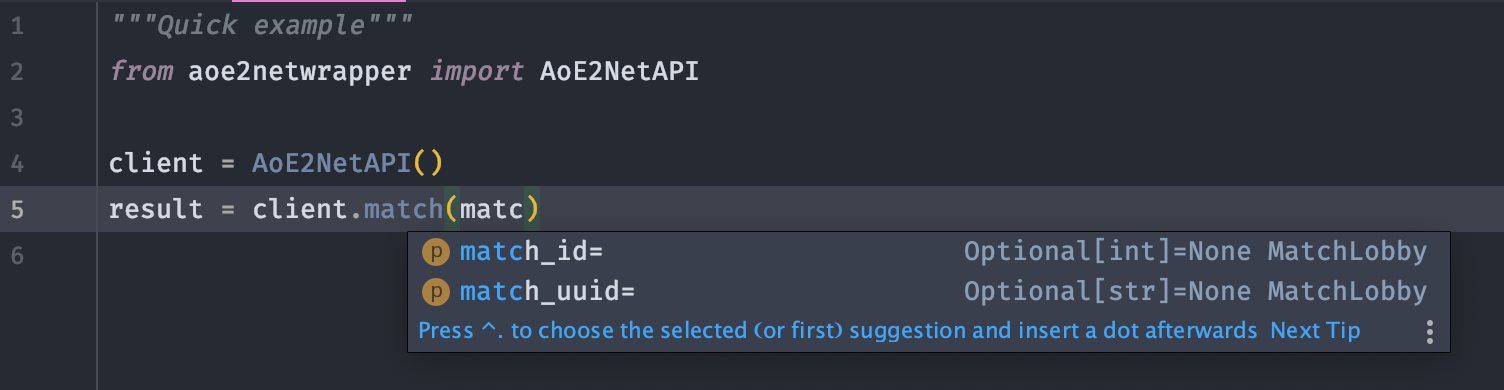 1 """Quick example"""
2 from aoe2netwrapper import AoE2NetAPI
3
4 client = AoE2NetAPI()
5 result = client.match(matc)
p match_id= Optional[int]=None MatchLobby
6
p match_uuid= Optional[str]=None MatchLobby
Press ^. to choose the selected (or first) suggestion and insert a dot afterwards Next Tip